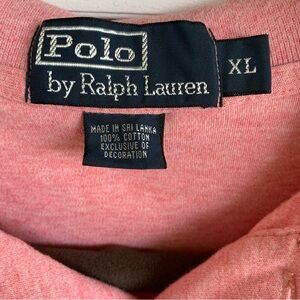 Polo
by Ralph Lauren
XL
MADE IN SRI LANKA
100% COTTON
EXCLUSIVE OF
DECORATION